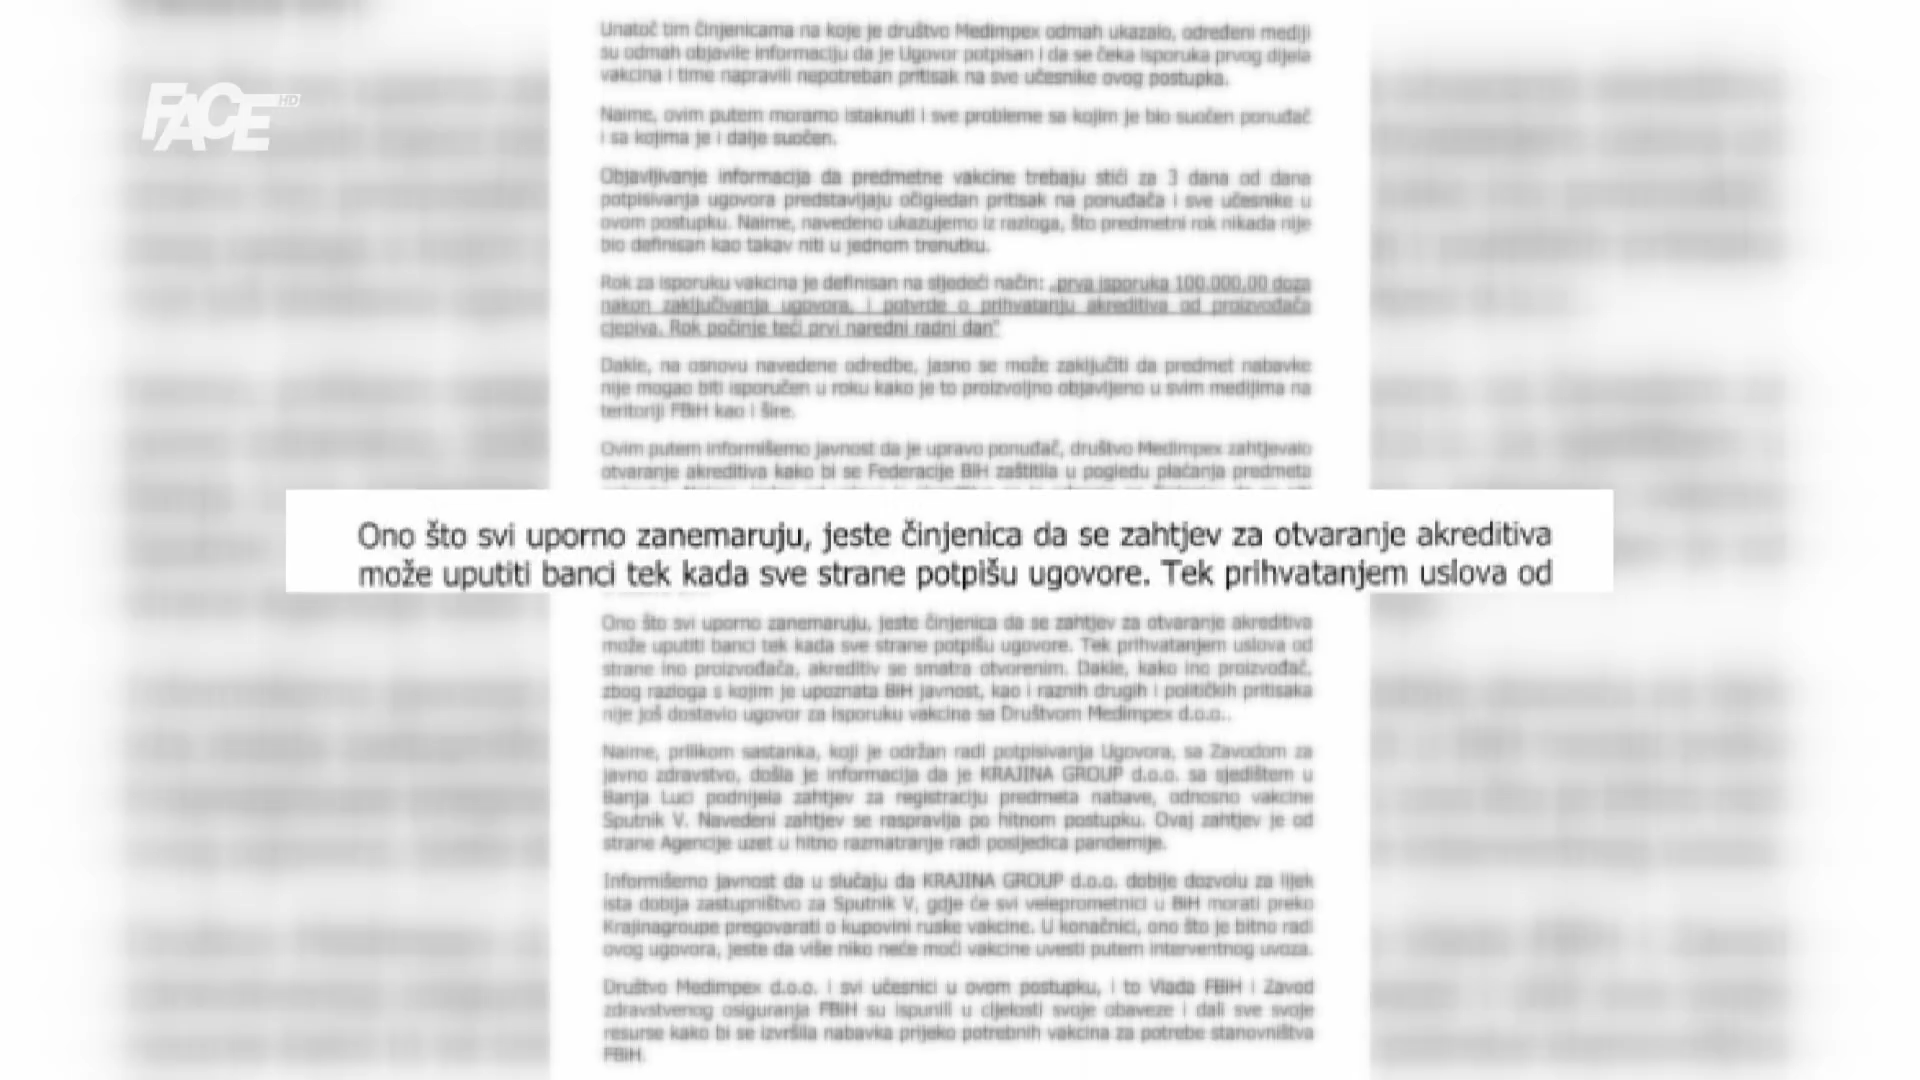 Unatoč tim činjenicama na koje je društvo Medimpex odmah ukazalo, određeni mediji
su odmah objavile informaciju da je Ugovor potpisan i da se čeka isporuka prvog dijela
vakcina i time napravili nepotreban pritisak na sve učesnike ovog postupka.
FACE HD
Naime, ovim putem moramo istaknuti i sve probleme sa kojim je bio suočen ponuđač
i sa kojima je i dalje suočen.
Objavljivanje informacija da predmetne vakcine trebaju stići za 3 dana od dana
potpisivanja ugovora predstavljaju očigledan pritisak na ponuđača i sve učesnike u
ovom postupku. Naime, navedeno ukazujemo iz razloga, što predmetni rok nikada nije
bio definisan kao takav niti u jednom trenutku.
Rok za isporuku vakcina je definisan na sljedeći način: „prva isporuka 100.000,00 doza
nakon zaključivanja ugovora, i potvrde o prihvatanju akreditiva od proizvođača
cjepiva. Rok počinje teći prvi naredni radni dan"
Dakle, na osnovu navedene odredbe, jasno se može zaključiti da predmet nabavke
nije mogao biti isporučen u roku kako je to proizvoljno objavljeno u svim medijima na
teritoriji FBiH kao i šire.
Ovim putem informišemo javnost da je upravo ponuđač, društvo Medimpex zahtjevalo
otvaranje akreditiva kako bi se Federacije BiH zaštitila u pogledu plaćanja predmeta
Ono što svi uporno zanemaruju, jeste činjenica da se zahtjev za otvaranje akreditiva
može uputiti banci tek kada sve strane potpišu ugovore. Tek prihvatanjem uslova od
Ono što svi uporno zanemaruju, jeste činjenica da se zahtjev za otvaranje akreditiva
može uputiti banci tek kada sve strane potpišu ugovore. Tek prihvatanjem uslova od
strane ino proizvođača, akreditiv se smatra otvorenim. Dakle, kako ino proizvođač,
zbog razloga s kojim je upoznata BiH javnost, kao i raznih drugih i političkih pritisaka
nije još dostavio ugovor za isporuku vakcina sa Društvom Medimpex d.o.o..
Naime, prilikom sastanka, koji je održan radi potpisivanja Ugovora, sa Zavodom za
javno zdravstvo, došla je informacija da je KRAJINA GROUP d.o.o. sa sjedištem u
Banja Luci podnijela zahtjev za registraciju predmeta nabave, odnosno vakcine
Sputnik V. Navedeni zahtjev se raspravlja po hitnom postupku. Ovaj zahtjev je od
strane Agencije uzet u hitno razmatranje radi posljedica pandemije.
Informišemo javnost da u slučaju da KRAJINA GROUP d.o.o. dobije dozvolu za lijek
ista dobija zastupništvo za Sputnik V, gdje će svi veleprometnici u BiH morati preko
Krajinagroupe pregovarati o kupovini ruske vakcine. U konačnici, ono što je bitno radi
ovog ugovora, jeste da više niko neće moći vakcine uvesti putem interventnog uvoza.
Društvo Medimpex d.o.o. i svi učesnici u ovom postupku, i to Vlada FBiH i Zavod
zdravstvenog osiguranja FBiH su ispunili u cijelosti svoje obaveze i dali sve svoje
resurse kako bi se izvršila nabavka prijeko potrebnih vakcina za potrebe stanovništva
FBiH.